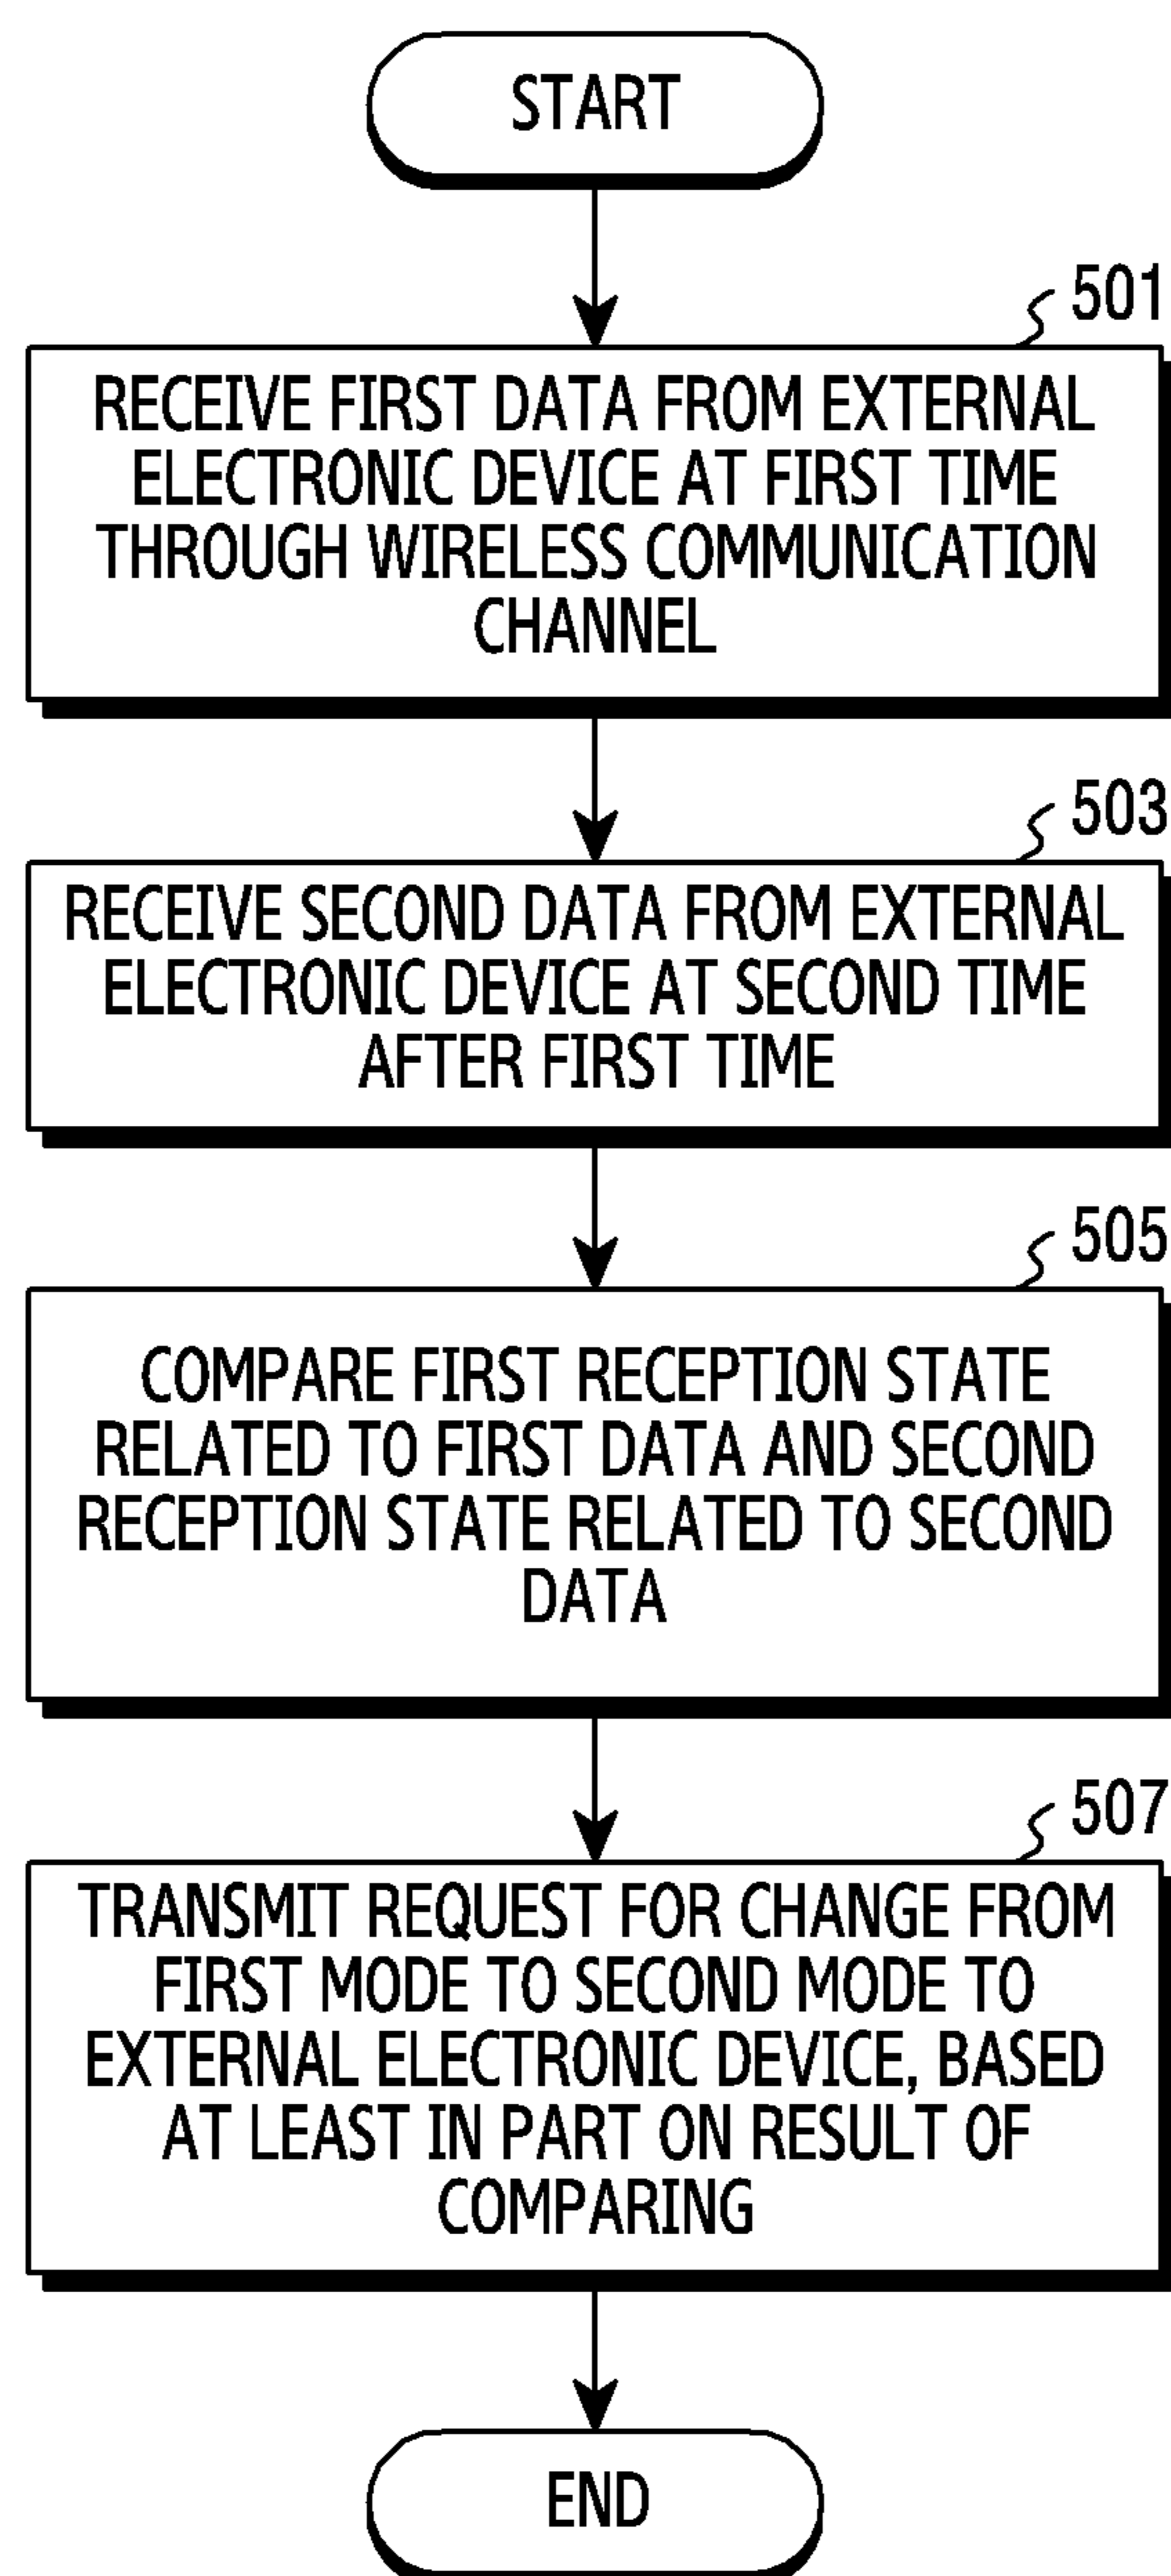 START
501
RECEIVE FIRST DATA FROM EXTERNAL
ELECTRONIC DEVICE AT FIRST TIME
THROUGH WIRELESS COMMUNICATION
CHANNEL
503
RECEIVE SECOND DATA FROM EXTERNAL
ELECTRONIC DEVICE AT SECOND TIME
AFTER FIRST TIME
505
COMPARE FIRST RECEPTION STATE
RELATED TO FIRST DATA AND SECOND
RECEPTION STATE RELATED TO SECOND
DATA
507
TRANSMIT REQUEST FOR CHANGE FROM
FIRST MODE TO SECOND MODE TO
EXTERNAL ELECTRONIC DEVICE, BASED
AT LEAST IN PART ON RESULT OF
COMPARING
END